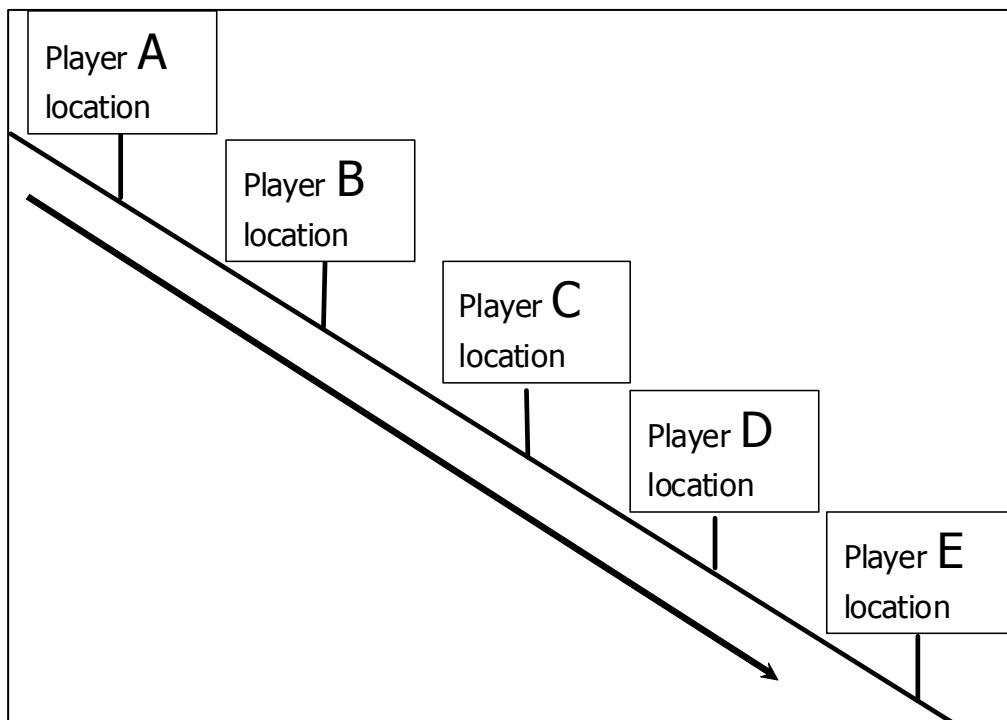 Player A
location
Player B
location
Player C
location
Player D
location
Player E
location